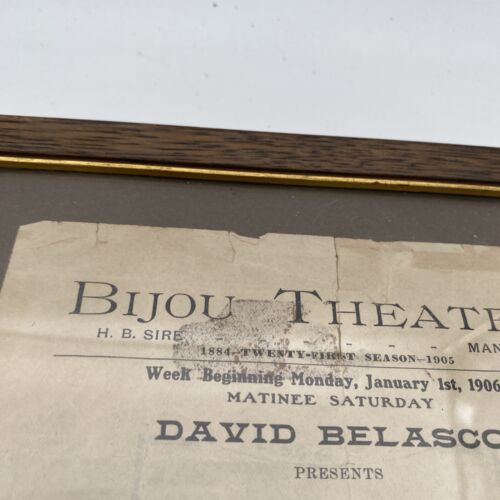 BIJOU THEATE
H. B. SIRE - - - - - - - MAN
1884–TWENTY-FIRST SEASON–1905
Week Beginning Monday, January 1st, 1906
MATINEE SATURDAY
DAVID BELASCO
PRESENTS